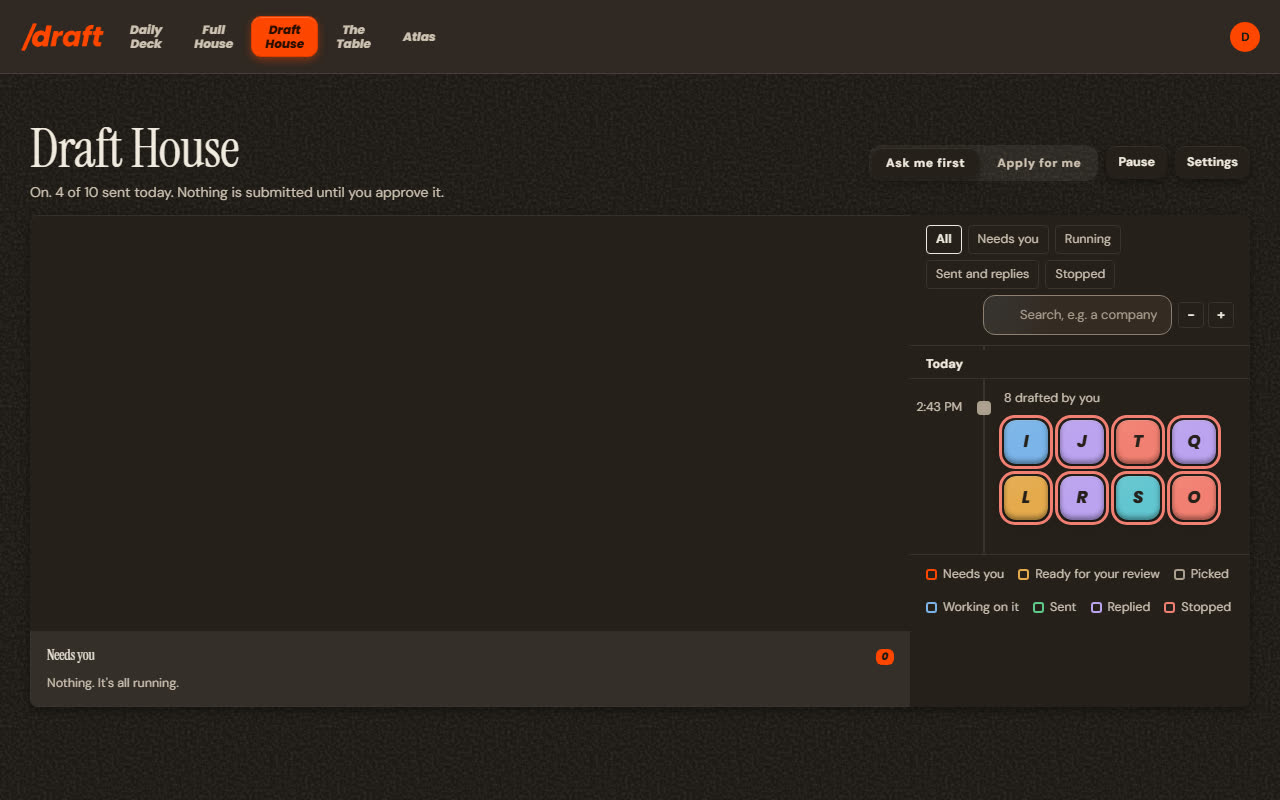 /draft
Daily
Deck
Full
House
Draft
House
The
Table
Atlas
D
Draft House
On. 4 of 10 sent today. Nothing is submitted until you approve it.
Ask me first
Apply for me
Pause
Settings
All
Needs you
Running
Sent and replies
Stopped
Search, e.g. a company
-
+
Today
2:43 PM
8 drafted by you
I J T Q
L R S O
Needs you
Ready for your review
Picked
Working on it
Sent
Replied
Stopped
Needs you
0
Nothing. It's all running.